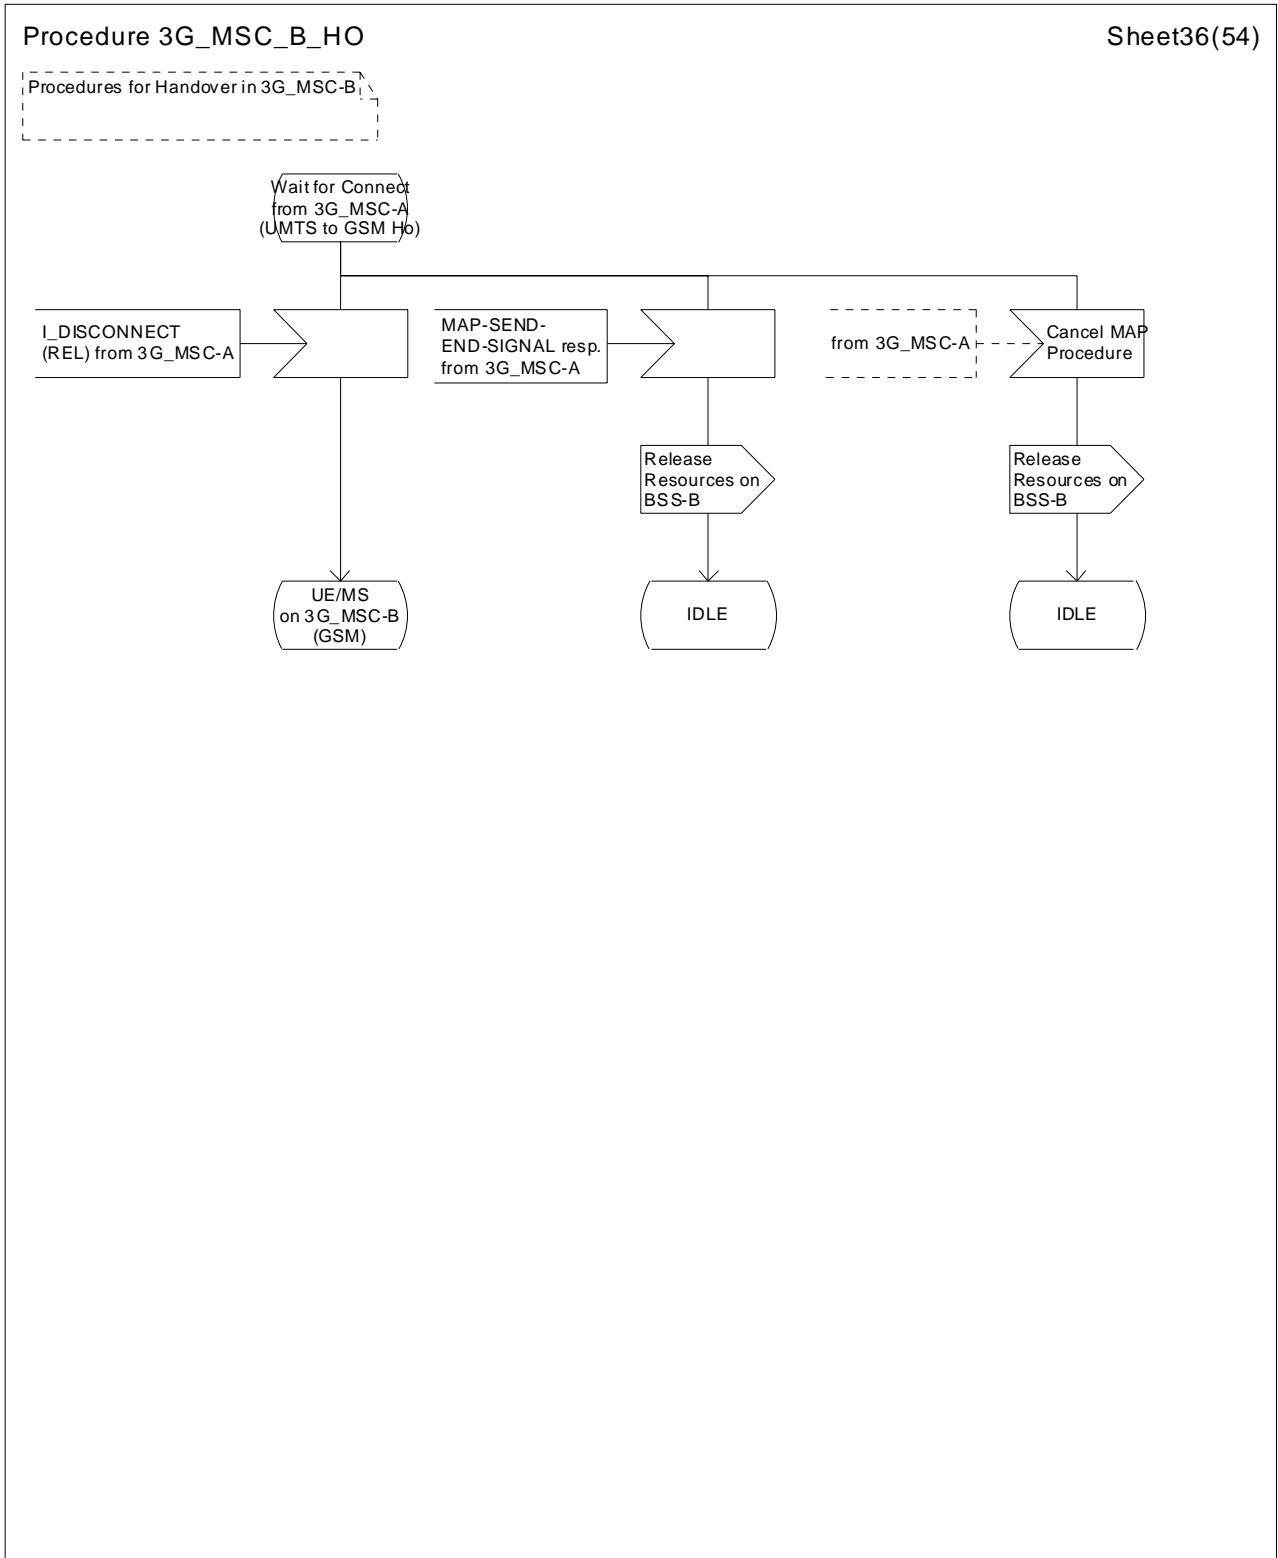 Procedure 3G_MSC_B_HO
Sheet36(54)
Procedures for Handover in 3G_MSC-B
Wait for Connect
from 3G_MSC-A
(UMTS to GSM Ho)
I_DISCONNECT
(REL) from 3G_MSC-A
MAP-SEND-
END-SIGNAL resp.
from 3G_MSC-A
from 3G_MSC-A
Cancel MAP
Procedure
Release
Resources on
BSS-B
Release
Resources on
BSS-B
UE/MS
on 3G_MSC-B
(GSM)
IDLE
IDLE